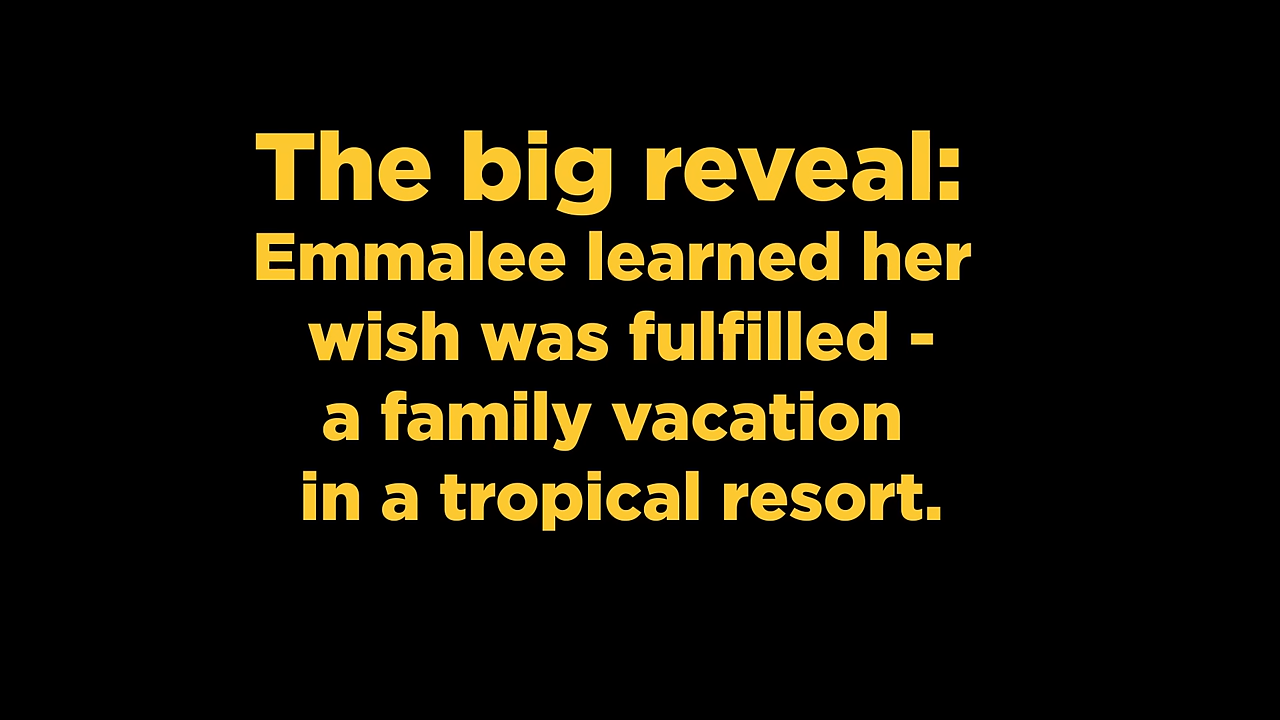 The big reveal:
Emmalee learned her
wish was fulfilled -
a family vacation
in a tropical resort.